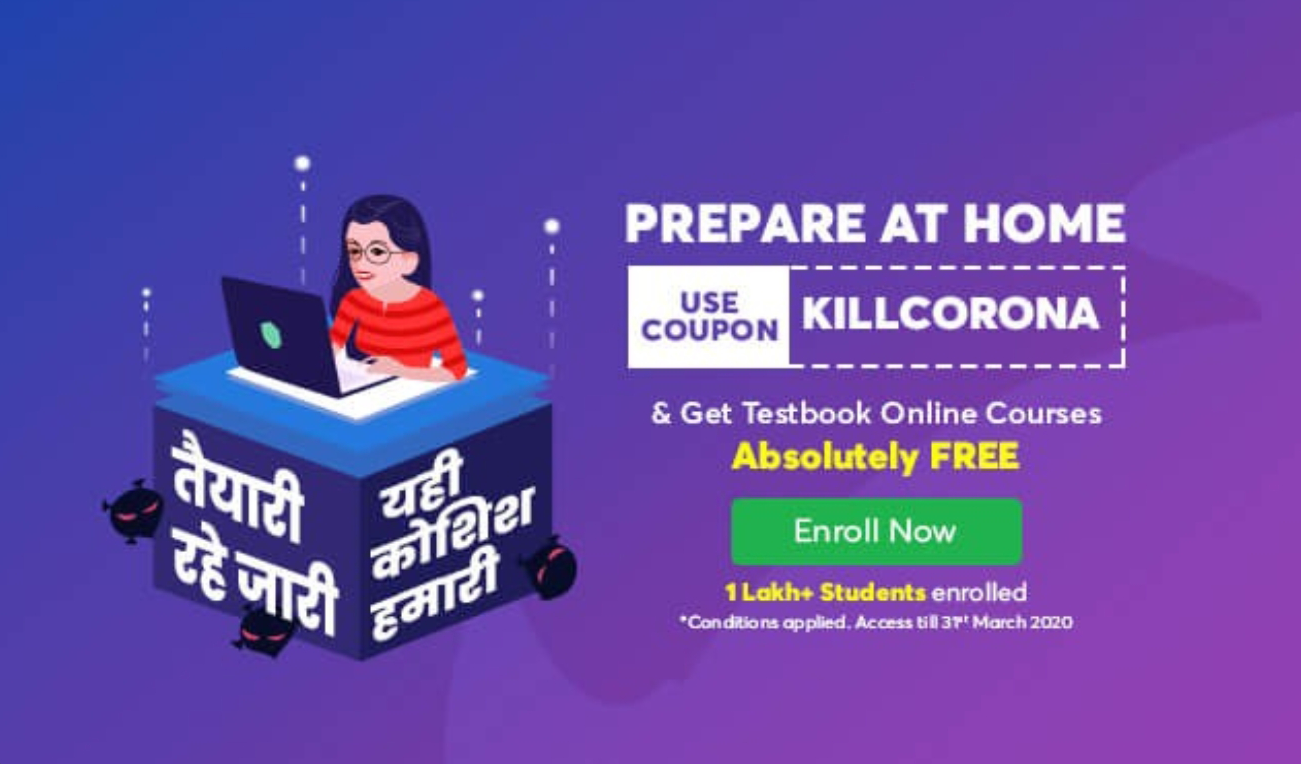 तैयारी
रहे जारी
यही
कोशिश
हमारी
PREPARE AT HOME
USE
COUPON
KILLCORONA
& Get Testbook Online Courses
Absolutely FREE
Enroll Now
1 Lakh+ Students enrolled
*Conditions applied. Access till 31st March 2020